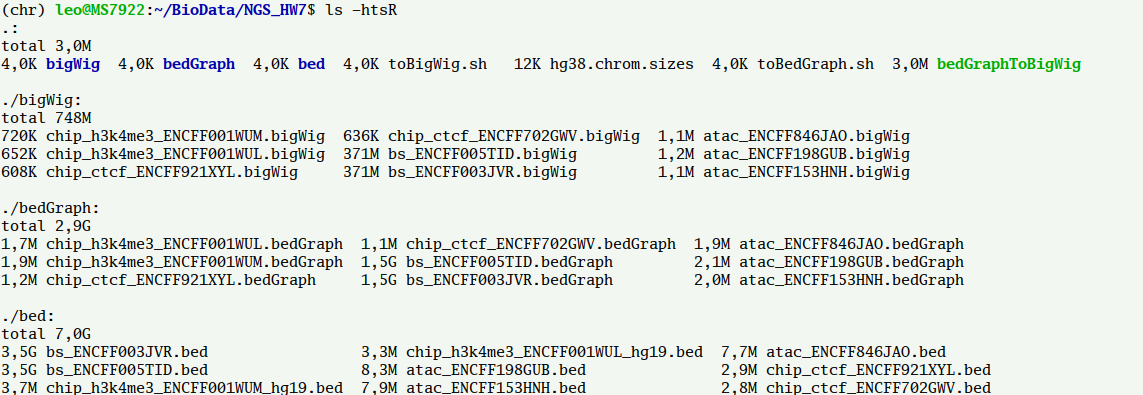 (chr) leo@MS7922:~/BioData/NGS_HW7$ ls -htsR
.:
total 3,0M
4,0K bigWig  4,0K bedGraph  4,0K bed  4,0K toBigWig.sh   12K hg38.chrom.sizes  4,0K toBedGraph.sh  3,0M bedGraphToBigWig

./bigWig:
total 748M
720K chip_h3k4me3_ENCFF001WUM.bigWig  636K chip_ctcf_ENCFF702GWV.bigWig  1,1M atac_ENCFF846JAO.bigWig
652K chip_h3k4me3_ENCFF001WUL.bigWig  371M bs_ENCFF005TID.bigWig         1,2M atac_ENCFF198GUB.bigWig
608K chip_ctcf_ENCFF921XYL.bigWig     371M bs_ENCFF003JVR.bigWig         1,1M atac_ENCFF153HNH.bigWig

./bedGraph:
total 2,9G
1,7M chip_h3k4me3_ENCFF001WUL.bedGraph  1,1M chip_ctcf_ENCFF702GWV.bedGraph  1,9M atac_ENCFF846JAO.bedGraph
1,9M chip_h3k4me3_ENCFF001WUM.bedGraph  1,5G bs_ENCFF005TID.bedGraph         2,1M atac_ENCFF198GUB.bedGraph
1,2M chip_ctcf_ENCFF921XYL.bedGraph     1,5G bs_ENCFF003JVR.bedGraph         2,0M atac_ENCFF153HNH.bedGraph

./bed:
total 7,0G
3,5G bs_ENCFF003JVR.bed                 3,3M chip_h3k4me3_ENCFF001WUL_hg19.bed  7,7M atac_ENCFF846JAO.bed
3,5G bs_ENCFF005TID.bed                 8,3M atac_ENCFF198GUB.bed               2,9M chip_ctcf_ENCFF921XYL.bed
3,7M chip_h3k4me3_ENCFF001WUM_hg19.bed  7,9M atac_ENCFF153HNH.bed               2,8M chip_ctcf_ENCFF702GWV.bed